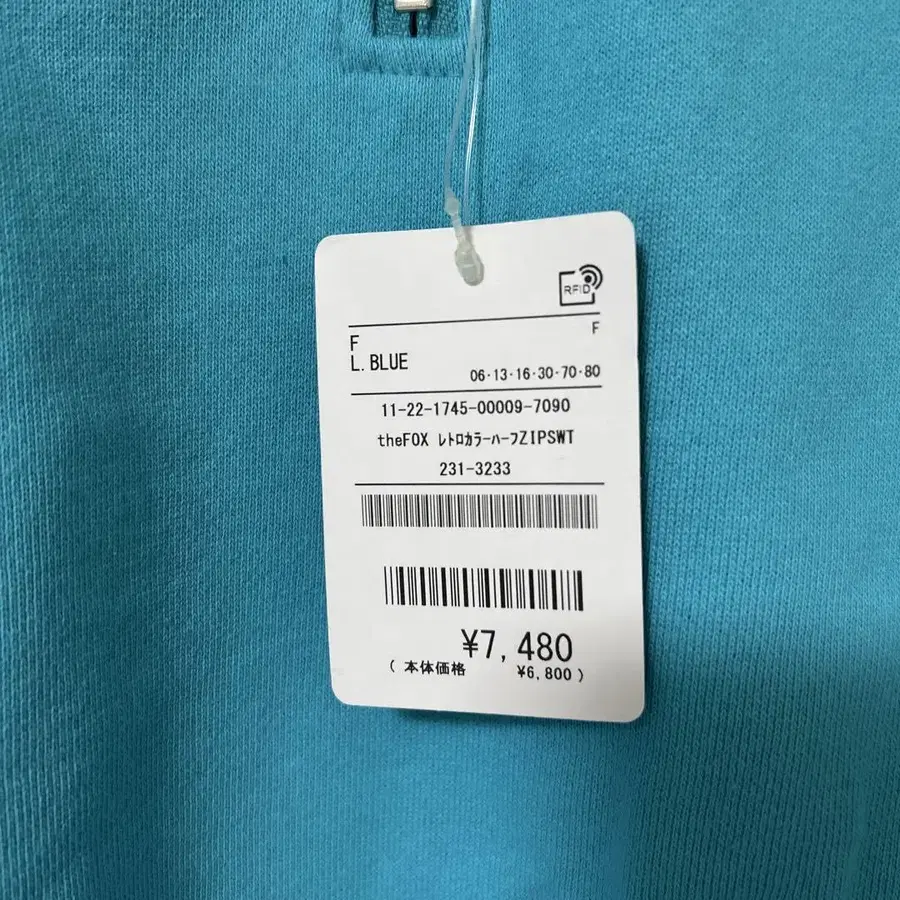 RFID
F
F
L.BLUE
06·13·16·30·70·80
11-22-1745-00009-7090
theFOX ﾚﾄﾛｶﾗｰﾊｰﾌZIPSWT
231-3233
¥7,480
(本体価格 ¥6,800)